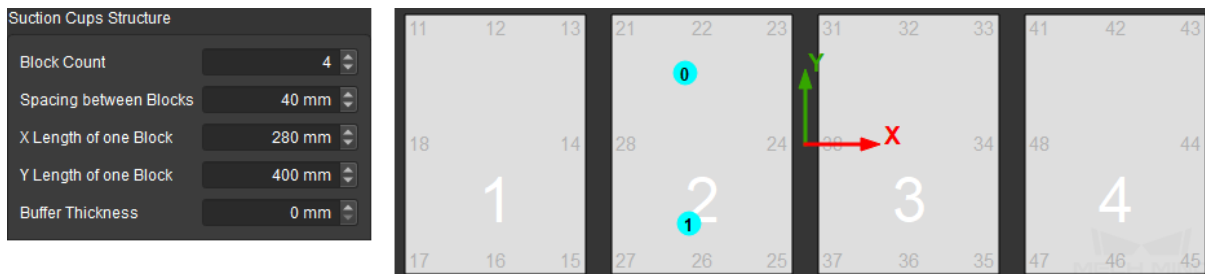 Suction Cups Structure
Block Count 4
Spacing between Blocks 40 mm
X Length of one Block 280 mm
Y Length of one Block 400 mm
Buffer Thickness 0 mm
11 12 13 21 22 23 31 32 33 41 42 43
0
Y
18 14 28 24 38 34 48 44
X
1 2 3 4
1
17 16 15 27 26 25 37 36 35 47 46 45